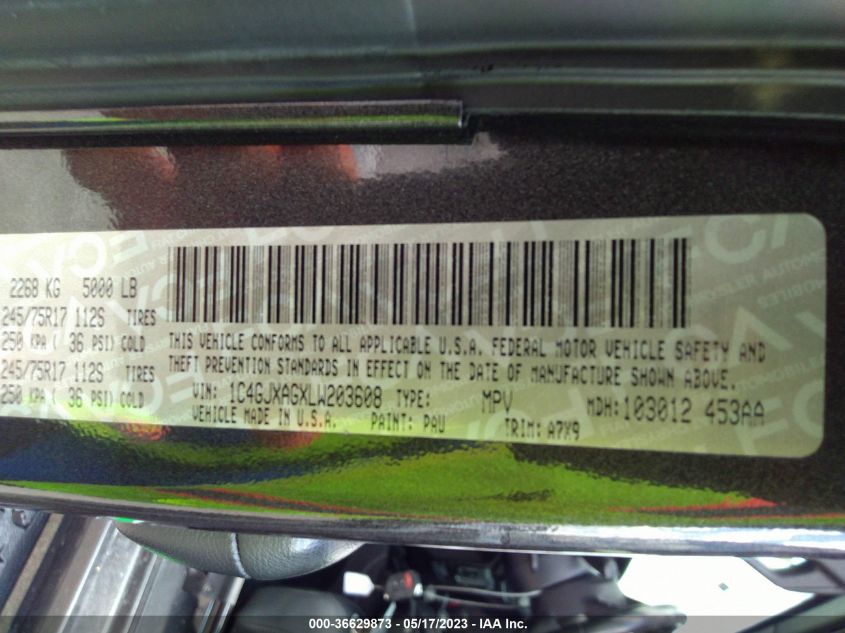 2268 KG 5000 LB
245/75R17 112S TIRES
250 KPA ( 36 PSI) COLD
245/75R17 112S TIRES
250 KPA ( 36 PSI) COLD
THIS VEHICLE CONFORMS TO ALL APPLICABLE U.S.A. FEDERAL MOTOR VEHICLE SAFETY AND
THEFT PREVENTION STANDARDS IN EFFECT ON THE DATE OF MANUFACTURE SHOWN ABOVE.
VIN: 1C4GJXAGXLW203608 TYPE: MPV MDH:103012 453AA
VEHICLE MADE IN U.S.A. PAINT: PAU TRIM: A7X9
000-36629873 - 05/17/2023 - IAA Inc.